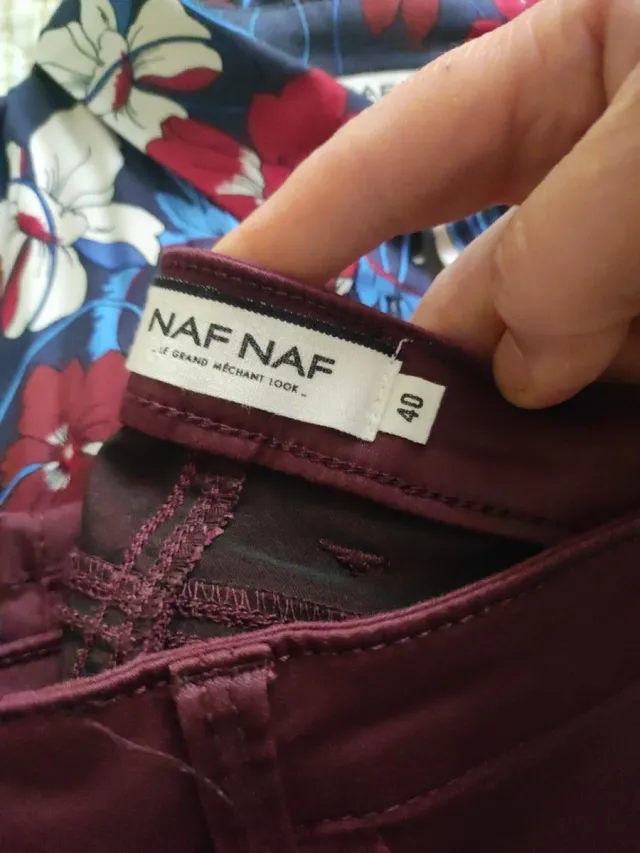 NAF NAF
_ LE GRAND MÉCHANT LOOK _
40